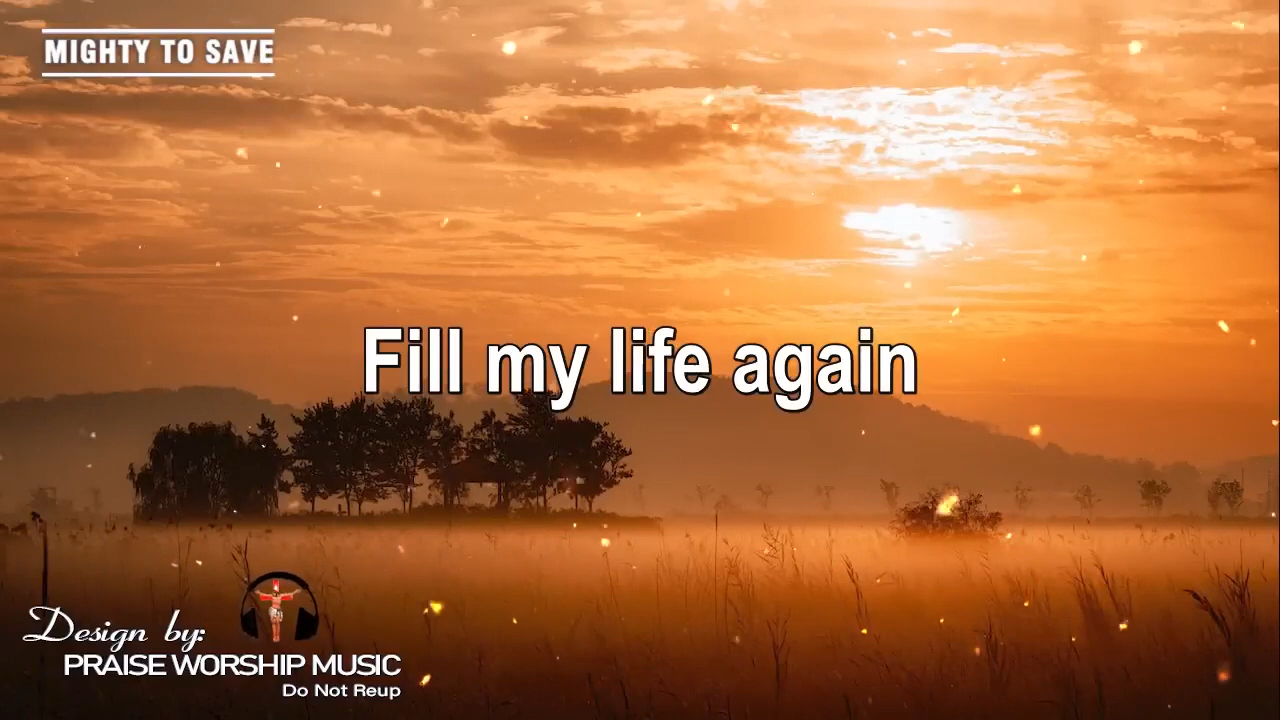 MIGHTY TO SAVE
Fill my life again
Design by:
PRAISE WORSHIP MUSIC
Do Not Reup